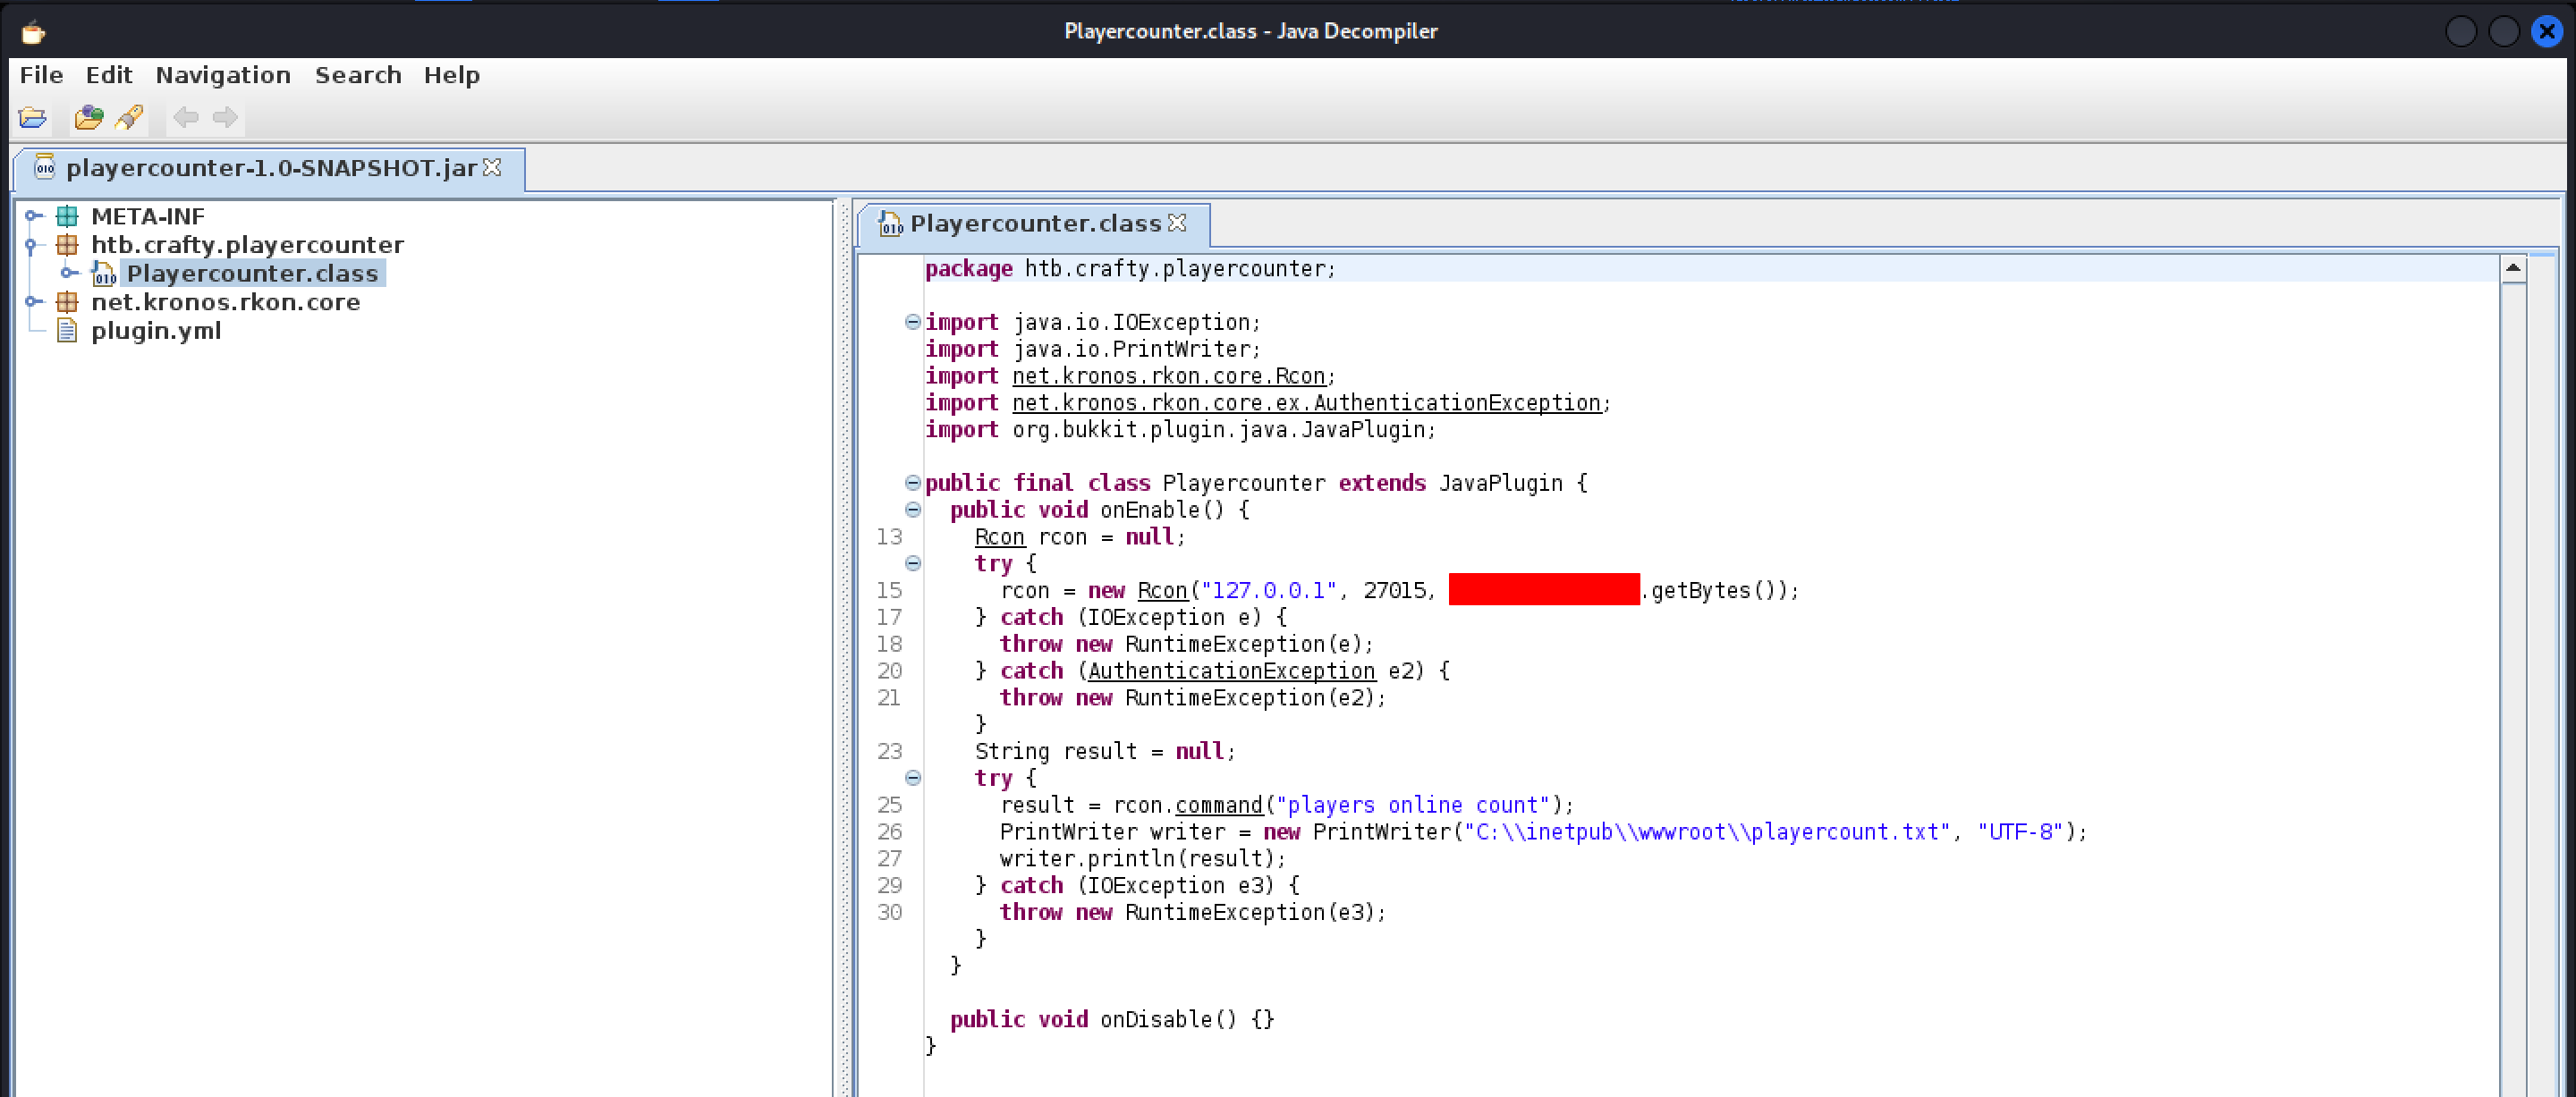 Playercounter.class - Java Decompiler
File Edit Navigation Search Help
playercounter-1.0-SNAPSHOT.jar
META-INF
htb.crafty.playercounter
Playercounter.class
net.kronos.rkon.core
plugin.yml
Playercounter.class
package htb.crafty.playercounter;
import java.io.IOException;
import java.io.PrintWriter;
import net.kronos.rkon.core.Rcon;
import net.kronos.rkon.core.ex.AuthenticationException;
import org.bukkit.plugin.java.JavaPlugin;
public final class Playercounter extends JavaPlugin {
public void onEnable() {
13 Rcon rcon = null;
try {
15 rcon = new Rcon("127.0.0.1", 27015, .getBytes());
17 } catch (IOException e) {
18 throw new RuntimeException(e);
20 } catch (AuthenticationException e2) {
21 throw new RuntimeException(e2);
}
23 String result = null;
try {
25 result = rcon.command("players online count");
26 PrintWriter writer = new PrintWriter("C:\\inetpub\\wwwroot\\playercount.txt", "UTF-8");
27 writer.println(result);
29 } catch (IOException e3) {
30 throw new RuntimeException(e3);
}
}
public void onDisable() {}
}